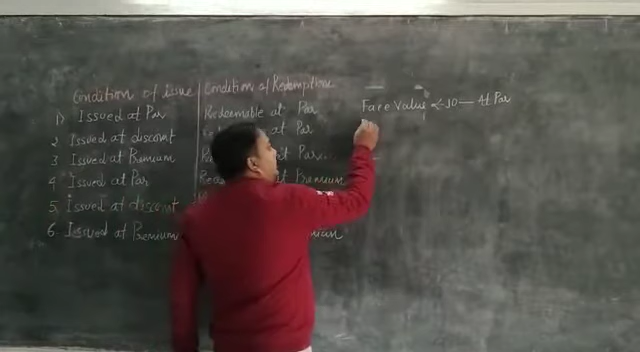 Condition of issue | Condition of Redemption
1) Issued at Par | Redeemable at Par
2 Issued at discount | at Par
3 Issued at Premium | at Par
4 Issued at Par | at Premium
5, Issued at discount
6. Issued at Premium
Face Value ₹ 10 — At Par